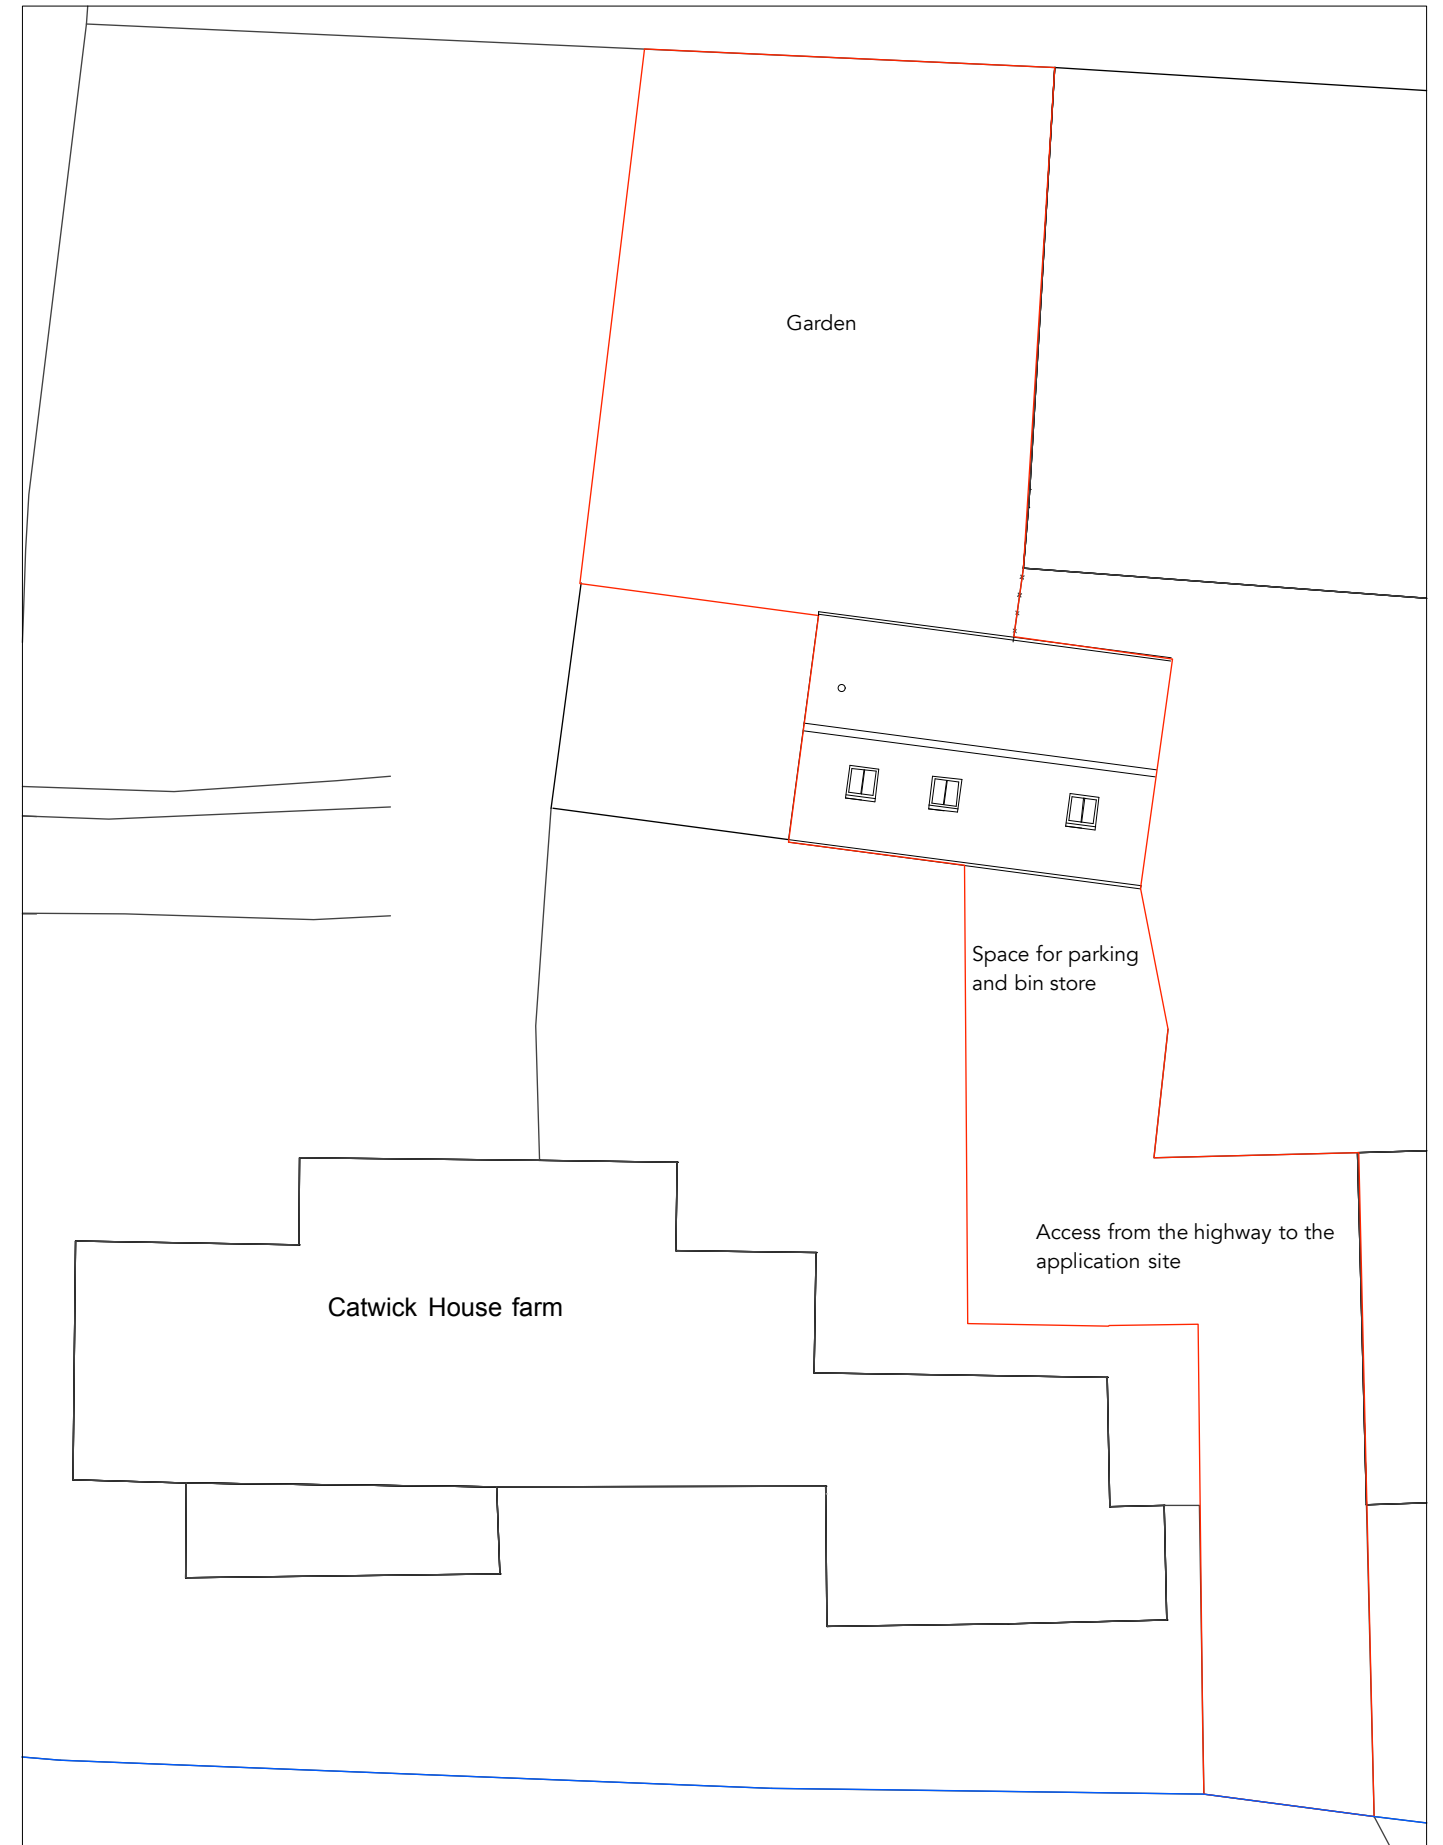 Garden
Space for parking
and bin store
Access from the highway to the
application site
Catwick House farm